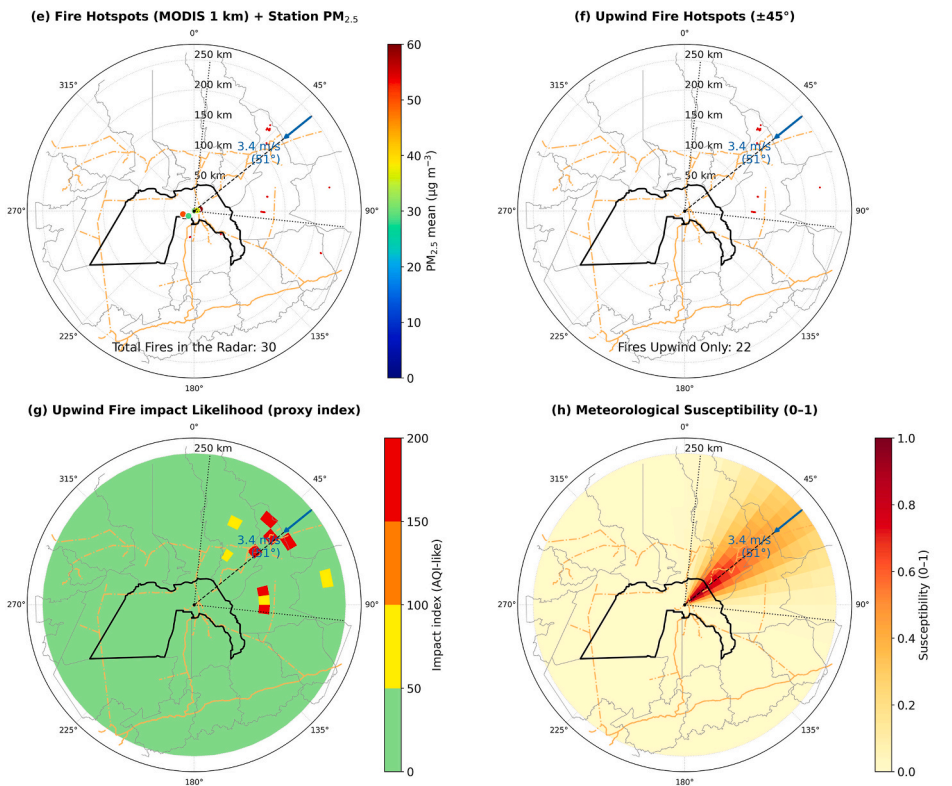 (e) Fire Hotspots (MODIS 1 km) + Station PM2.5
0°
45°
90°
135°
180°
225°
270°
315°
250 km
200 km
150 km
100 km
50 km
3.4 m/s
(51°)
Total Fires in the Radar: 30
60
50
40
30
20
10
0
PM2.5 mean (μg m−3)
(f) Upwind Fire Hotspots (±45°)
0°
45°
90°
135°
180°
225°
270°
315°
250 km
200 km
150 km
100 km
50 km
3.4 m/s
(51°)
Fires Upwind Only: 22
(g) Upwind Fire impact Likelihood (proxy index)
0°
45°
90°
135°
180°
225°
270°
315°
250 km
3.4 m/s
(51°)
200
150
100
50
0
Impact index (AQI-like)
(h) Meteorological Susceptibility (0–1)
0°
45°
90°
135°
180°
225°
270°
315°
250 km
3.4 m/s
(51°)
1.0
0.8
0.6
0.4
0.2
0.0
Susceptibility (0–1)